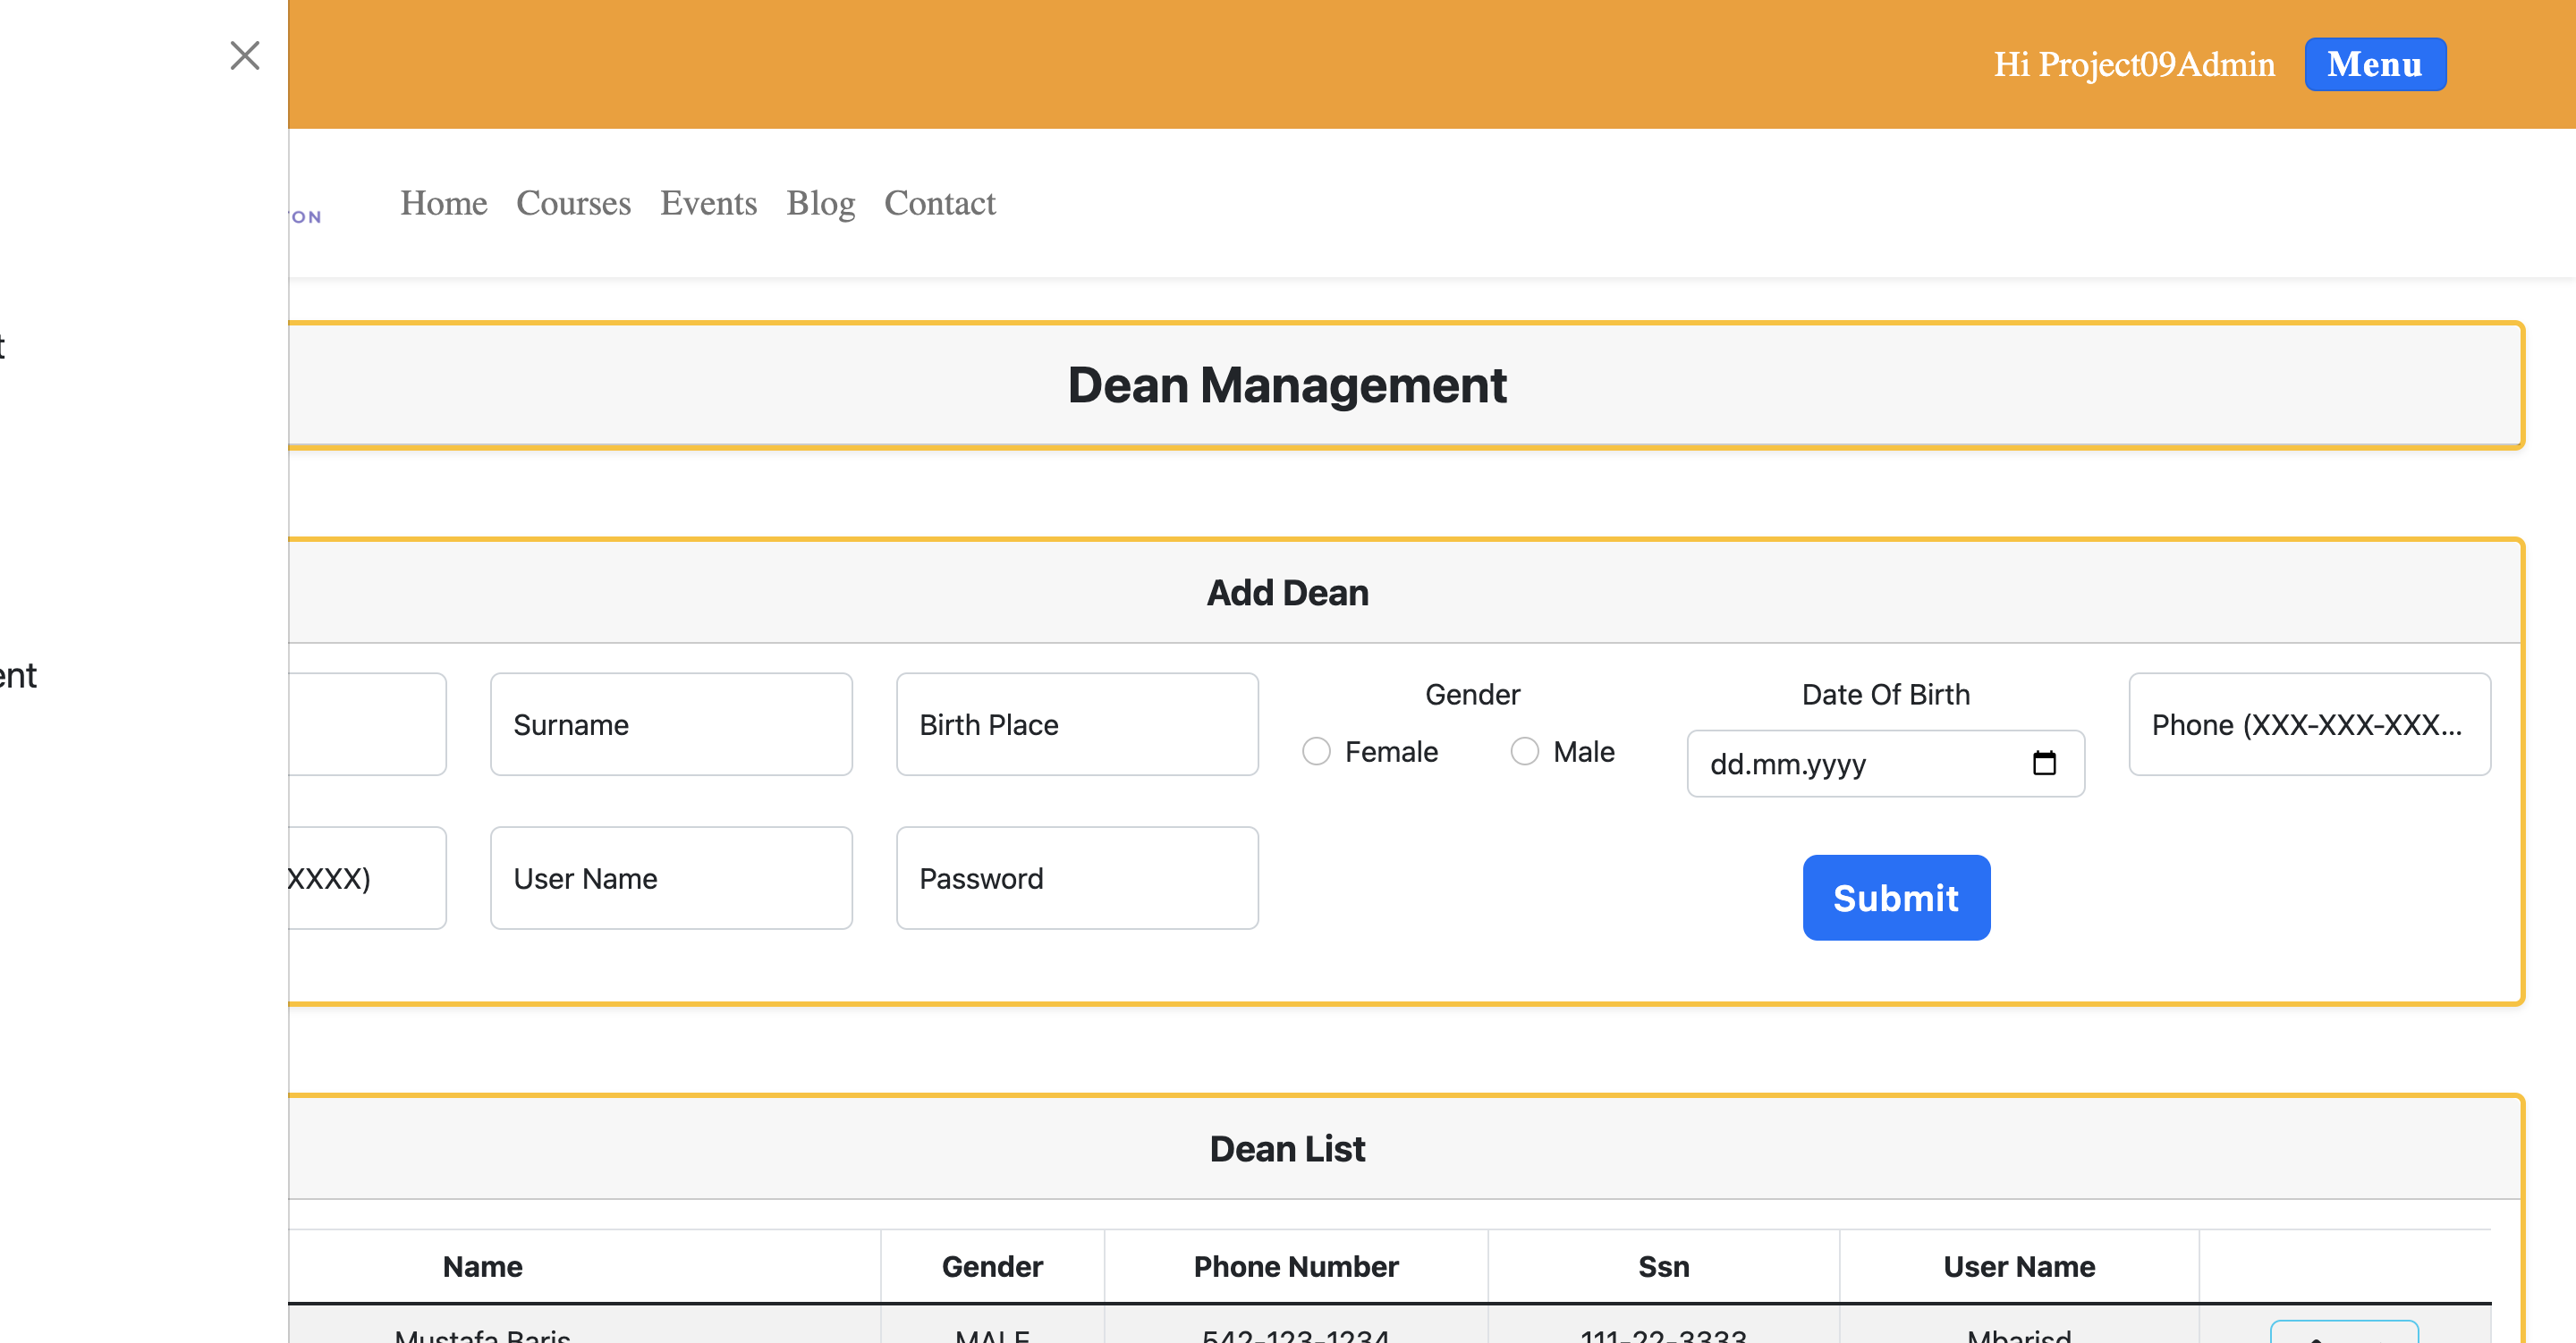 Hi Project09Admin Menu
Home Courses Events Blog Contact
ON
t
Dean Management
Add Dean
ent
Gender Date Of Birth
Surname Birth Place Phone (XXX-XXX-XXX...
Female Male dd.mm.yyyy
XXXX) User Name Password
Submit
Dean List
Name Gender Phone Number Ssn User Name
Mustafa Baris MALE 542-123-1234 111-22-3333 Mbarisd